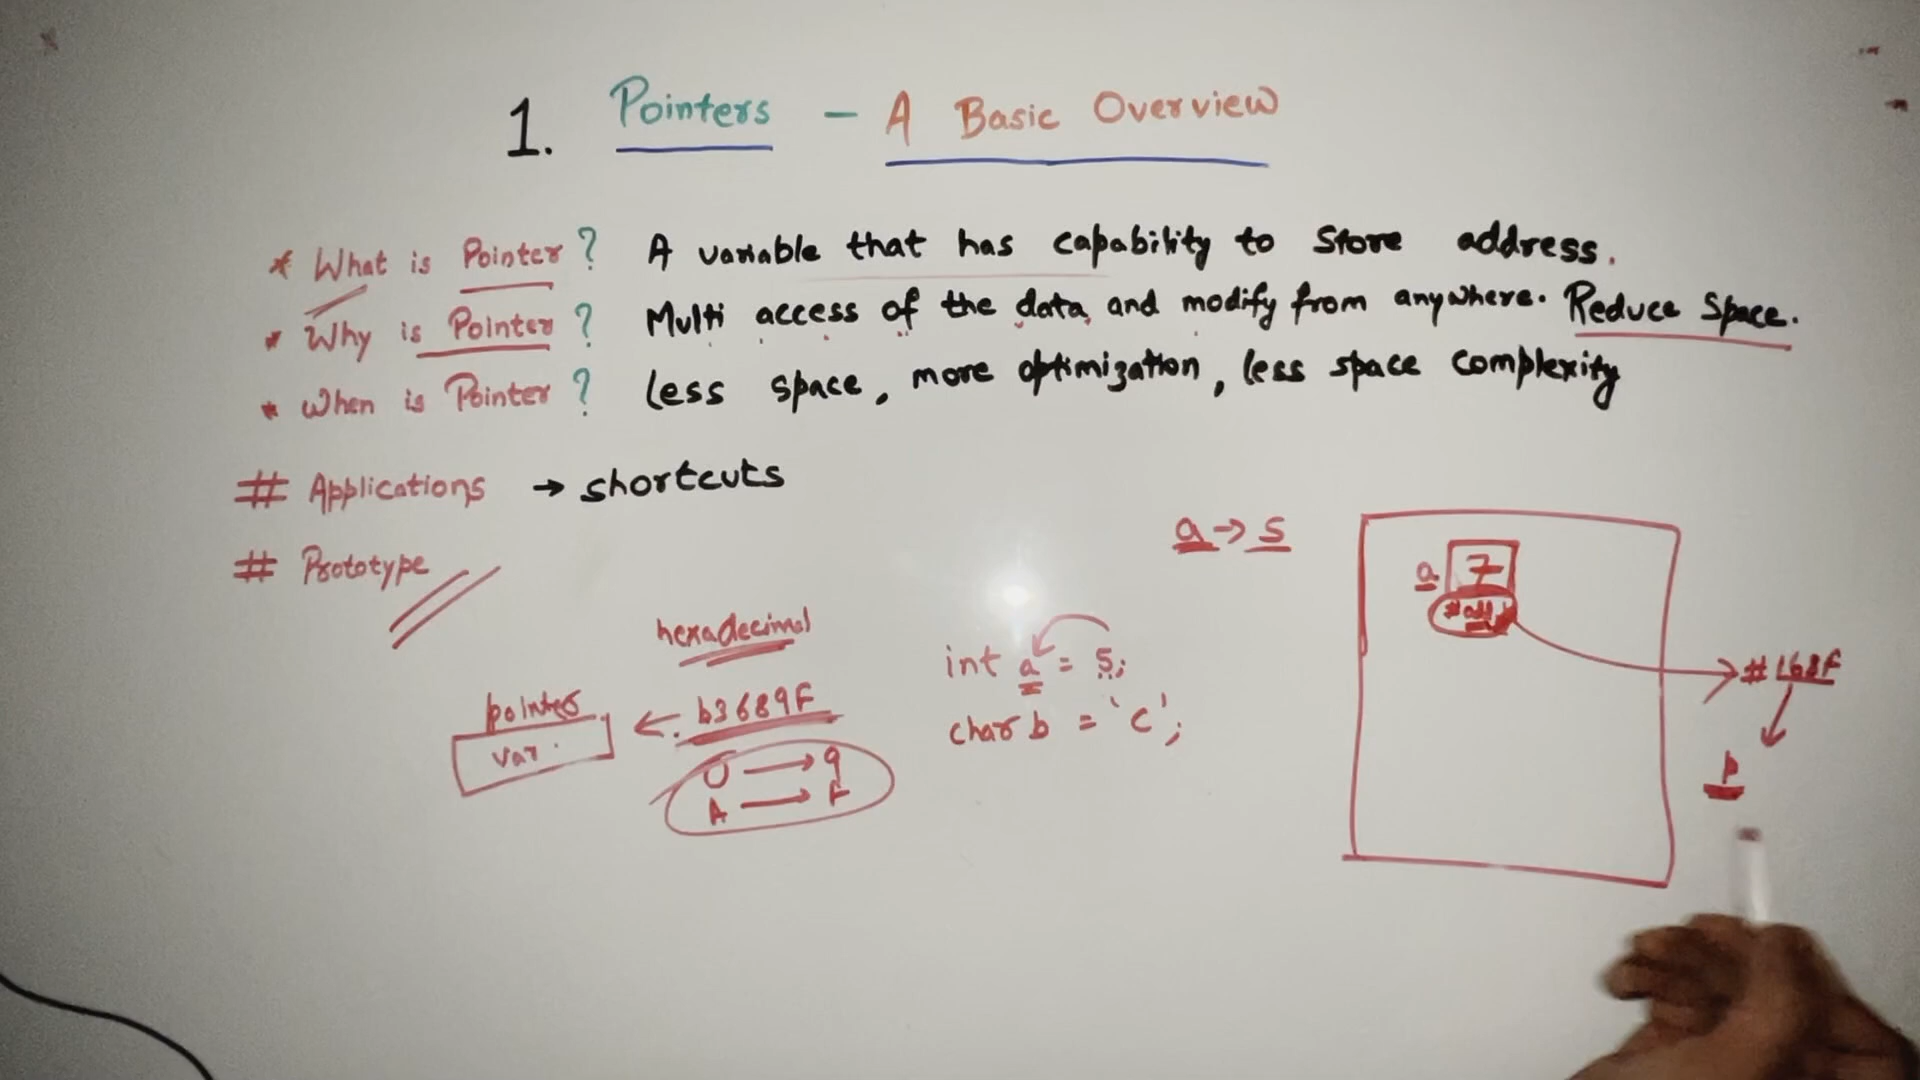 1. Pointers - A Basic Overview
* What is Pointer? A variable that has capability to store address.
* Why is Pointer? Multi access of the data and modify from anywhere. Reduce Space.
* When is Pointer? less space, more optimization, less space complexity
# Applications → shortcuts
# Prototype
a → 5
a 7
#add
hexadecimal
int a = 5;
#168F
pointer
var.
← b3689F
char b = 'c';
0 → 9
A → F
p